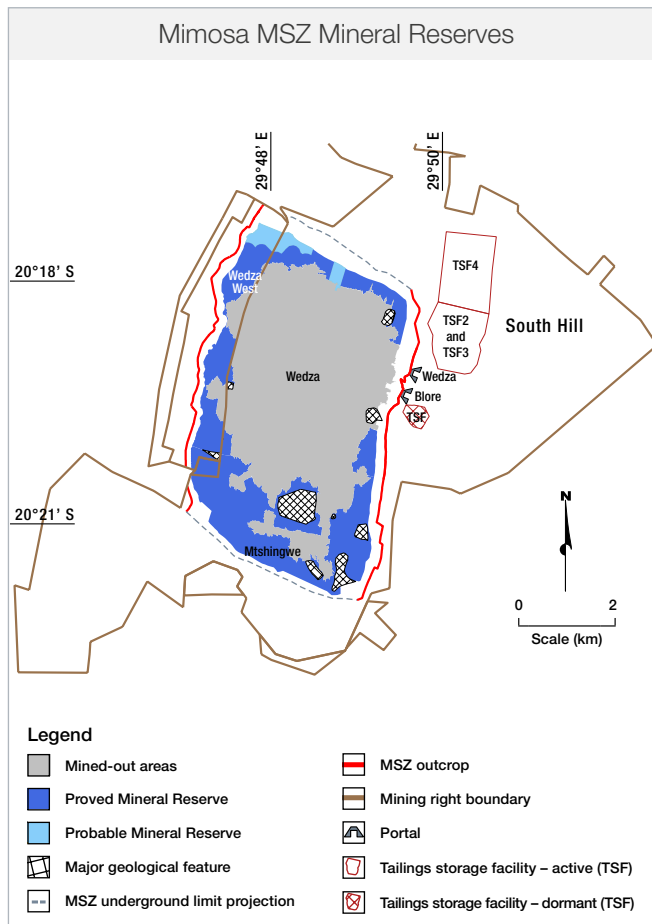 Mimosa MSZ Mineral Reserves
29°48' E
29°50' E
20°18' S
TSF4
Wedza
West
TSF2
and
TSF3
South Hill
Wedza
Wedza
Blore
TSF
20°21' S
Mtshingwe
N
0 2
Scale (km)
Legend
Mined-out areas
Proved Mineral Reserve
Probable Mineral Reserve
Major geological feature
MSZ underground limit projection
MSZ outcrop
Mining right boundary
Portal
Tailings storage facility – active (TSF)
Tailings storage facility – dormant (TSF)